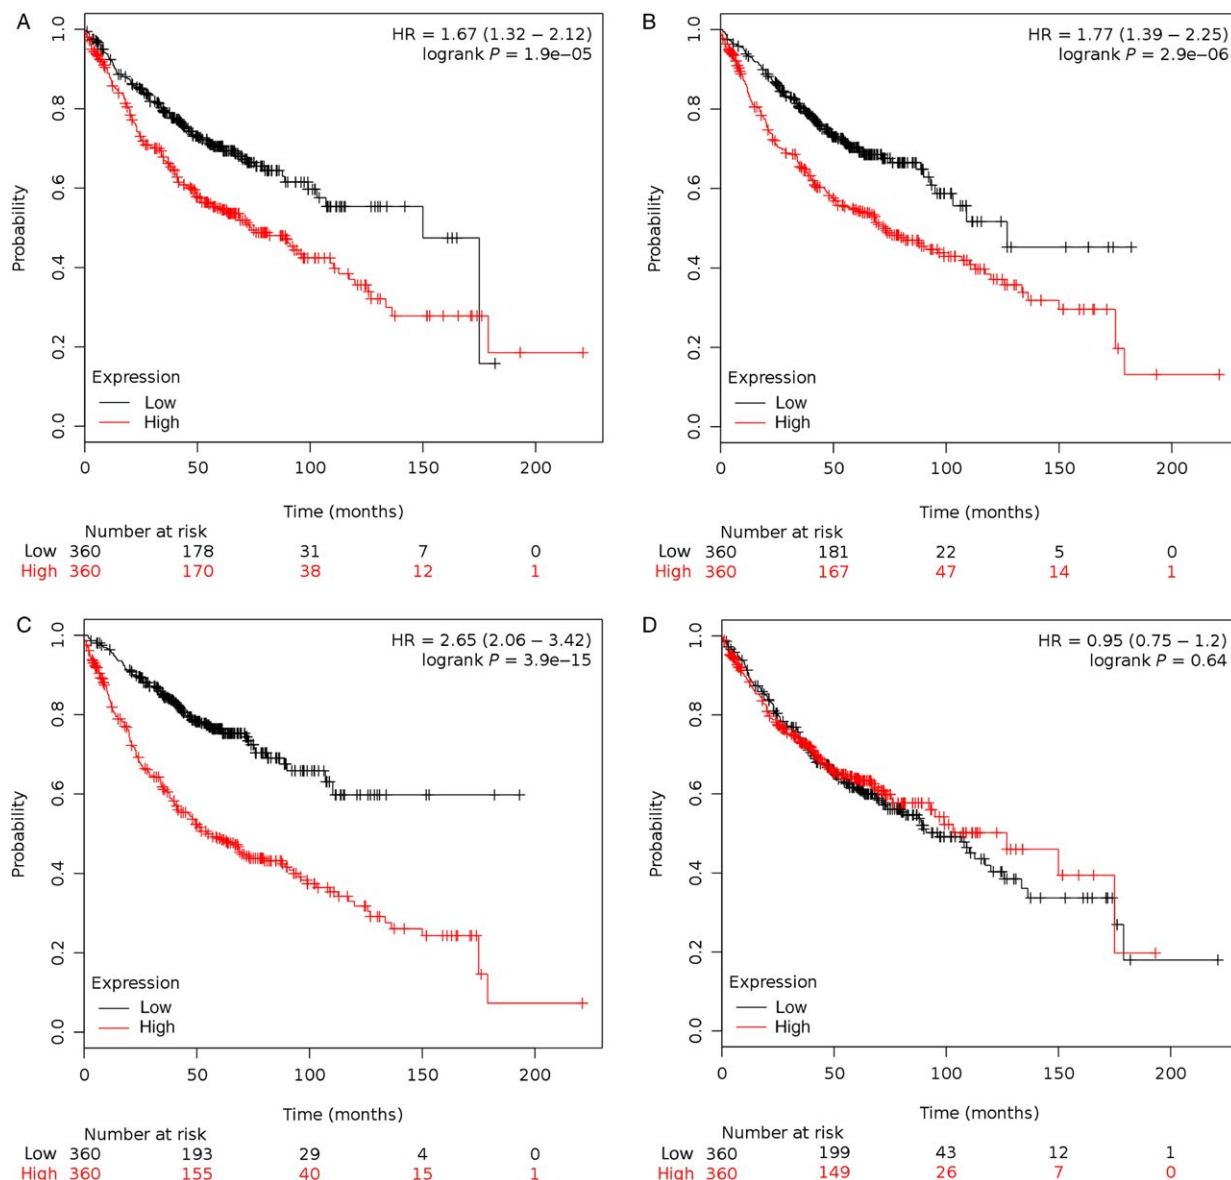 A
HR = 1.67 (1.32 − 2.12)
logrank P = 1.9e−05
Probability
1.0
0.8
0.6
0.4
0.2
0.0
Expression
Low
High
0 50 100 150 200
Time (months)
Number at risk
Low 360 178 31 7 0
High 360 170 38 12 1
B
HR = 1.77 (1.39 − 2.25)
logrank P = 2.9e−06
Probability
1.0
0.8
0.6
0.4
0.2
0.0
Expression
Low
High
0 50 100 150 200
Time (months)
Number at risk
Low 360 181 22 5 0
High 360 167 47 14 1
C
HR = 2.65 (2.06 − 3.42)
logrank P = 3.9e−15
Probability
1.0
0.8
0.6
0.4
0.2
0.0
Expression
Low
High
0 50 100 150 200
Time (months)
Number at risk
Low 360 193 29 4 0
High 360 155 40 15 1
D
HR = 0.95 (0.75 − 1.2)
logrank P = 0.64
Probability
1.0
0.8
0.6
0.4
0.2
0.0
Expression
Low
High
0 50 100 150 200
Time (months)
Number at risk
Low 360 199 43 12 1
High 360 149 26 7 0